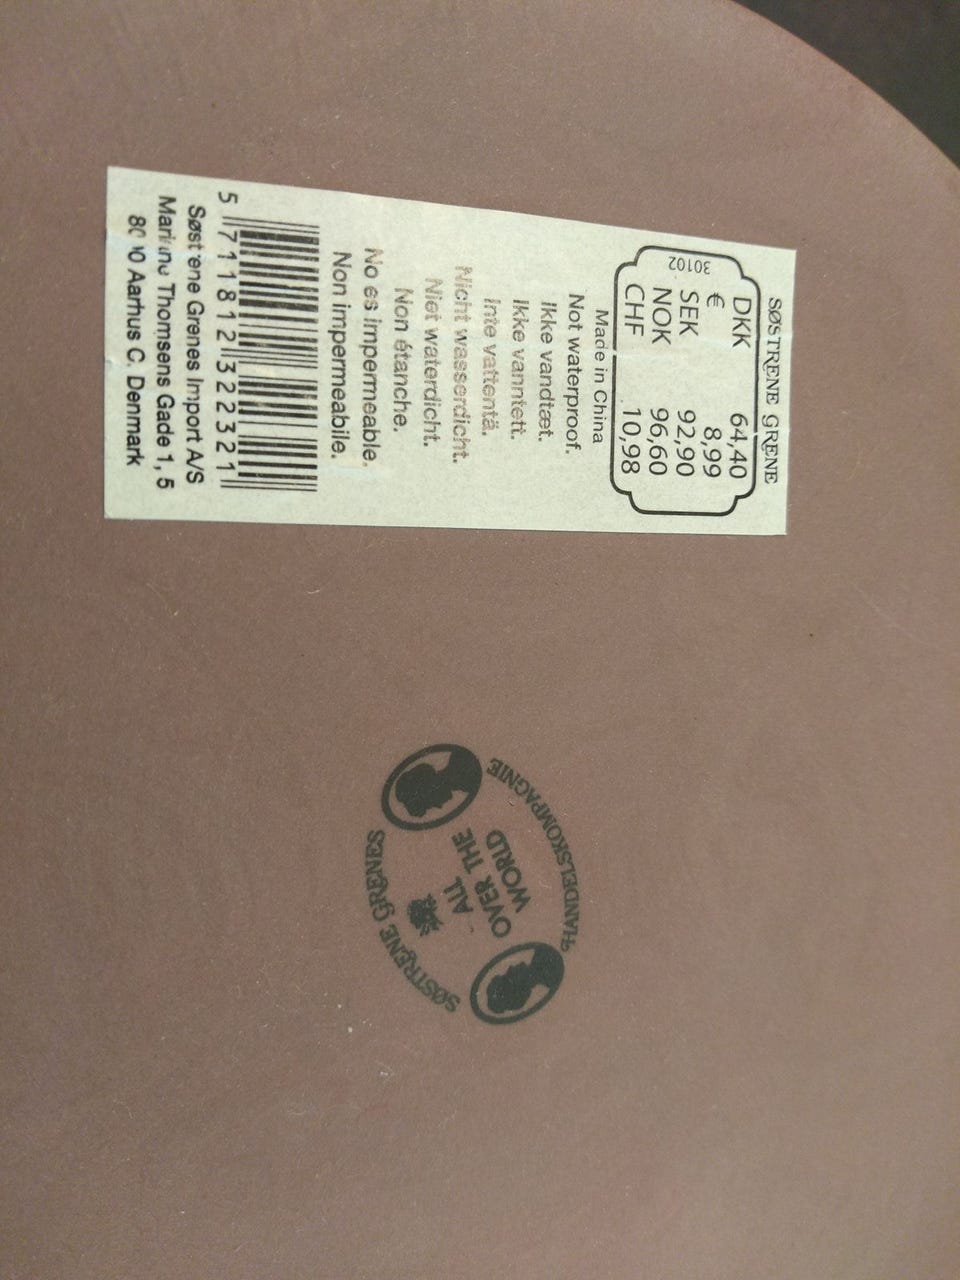 SØSTRENE GRENE
DKK 64,40
€ 8,99
SEK 92,90
NOK 96,60
CHF 10,98
30102
Made in China
Not waterproof.
Ikke vandtæt.
Ikke vanntett.
Inte vattentä.
Nicht wasserdicht.
Niet waterdicht.
Non étanche.
No es impermeable.
Non impermeabile.
5 711812 322321
Søstrene Grenes Import A/S
Thomsens Gade 1, 5
Aarhus C. Denmark
SØSTRENE GRENES
ALL
OVER THE
WORLD
HANDELSKOMPAGNIE